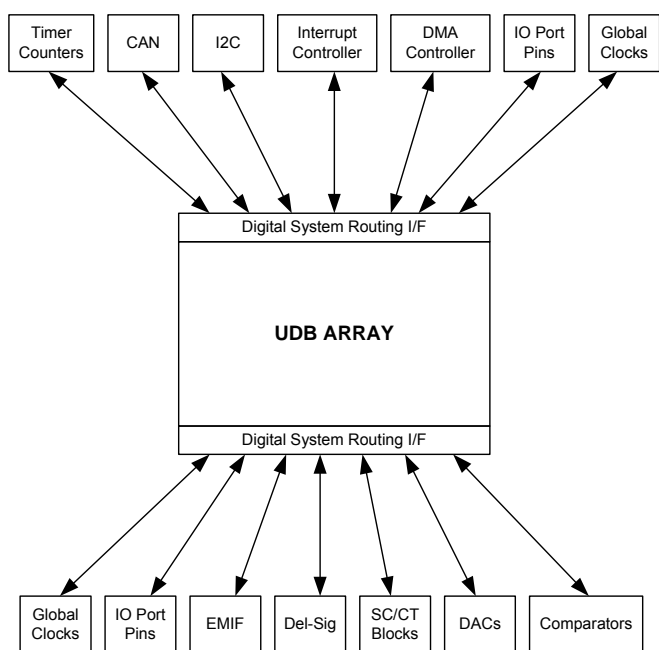 Timer
Counters
CAN
I2C
Interrupt
Controller
DMA
Controller
IO Port
Pins
Global
Clocks
Digital System Routing I/F
UDB ARRAY
Digital System Routing I/F
Global
Clocks
IO Port
Pins
EMIF
Del-Sig
SC/CT
Blocks
DACs
Comparators